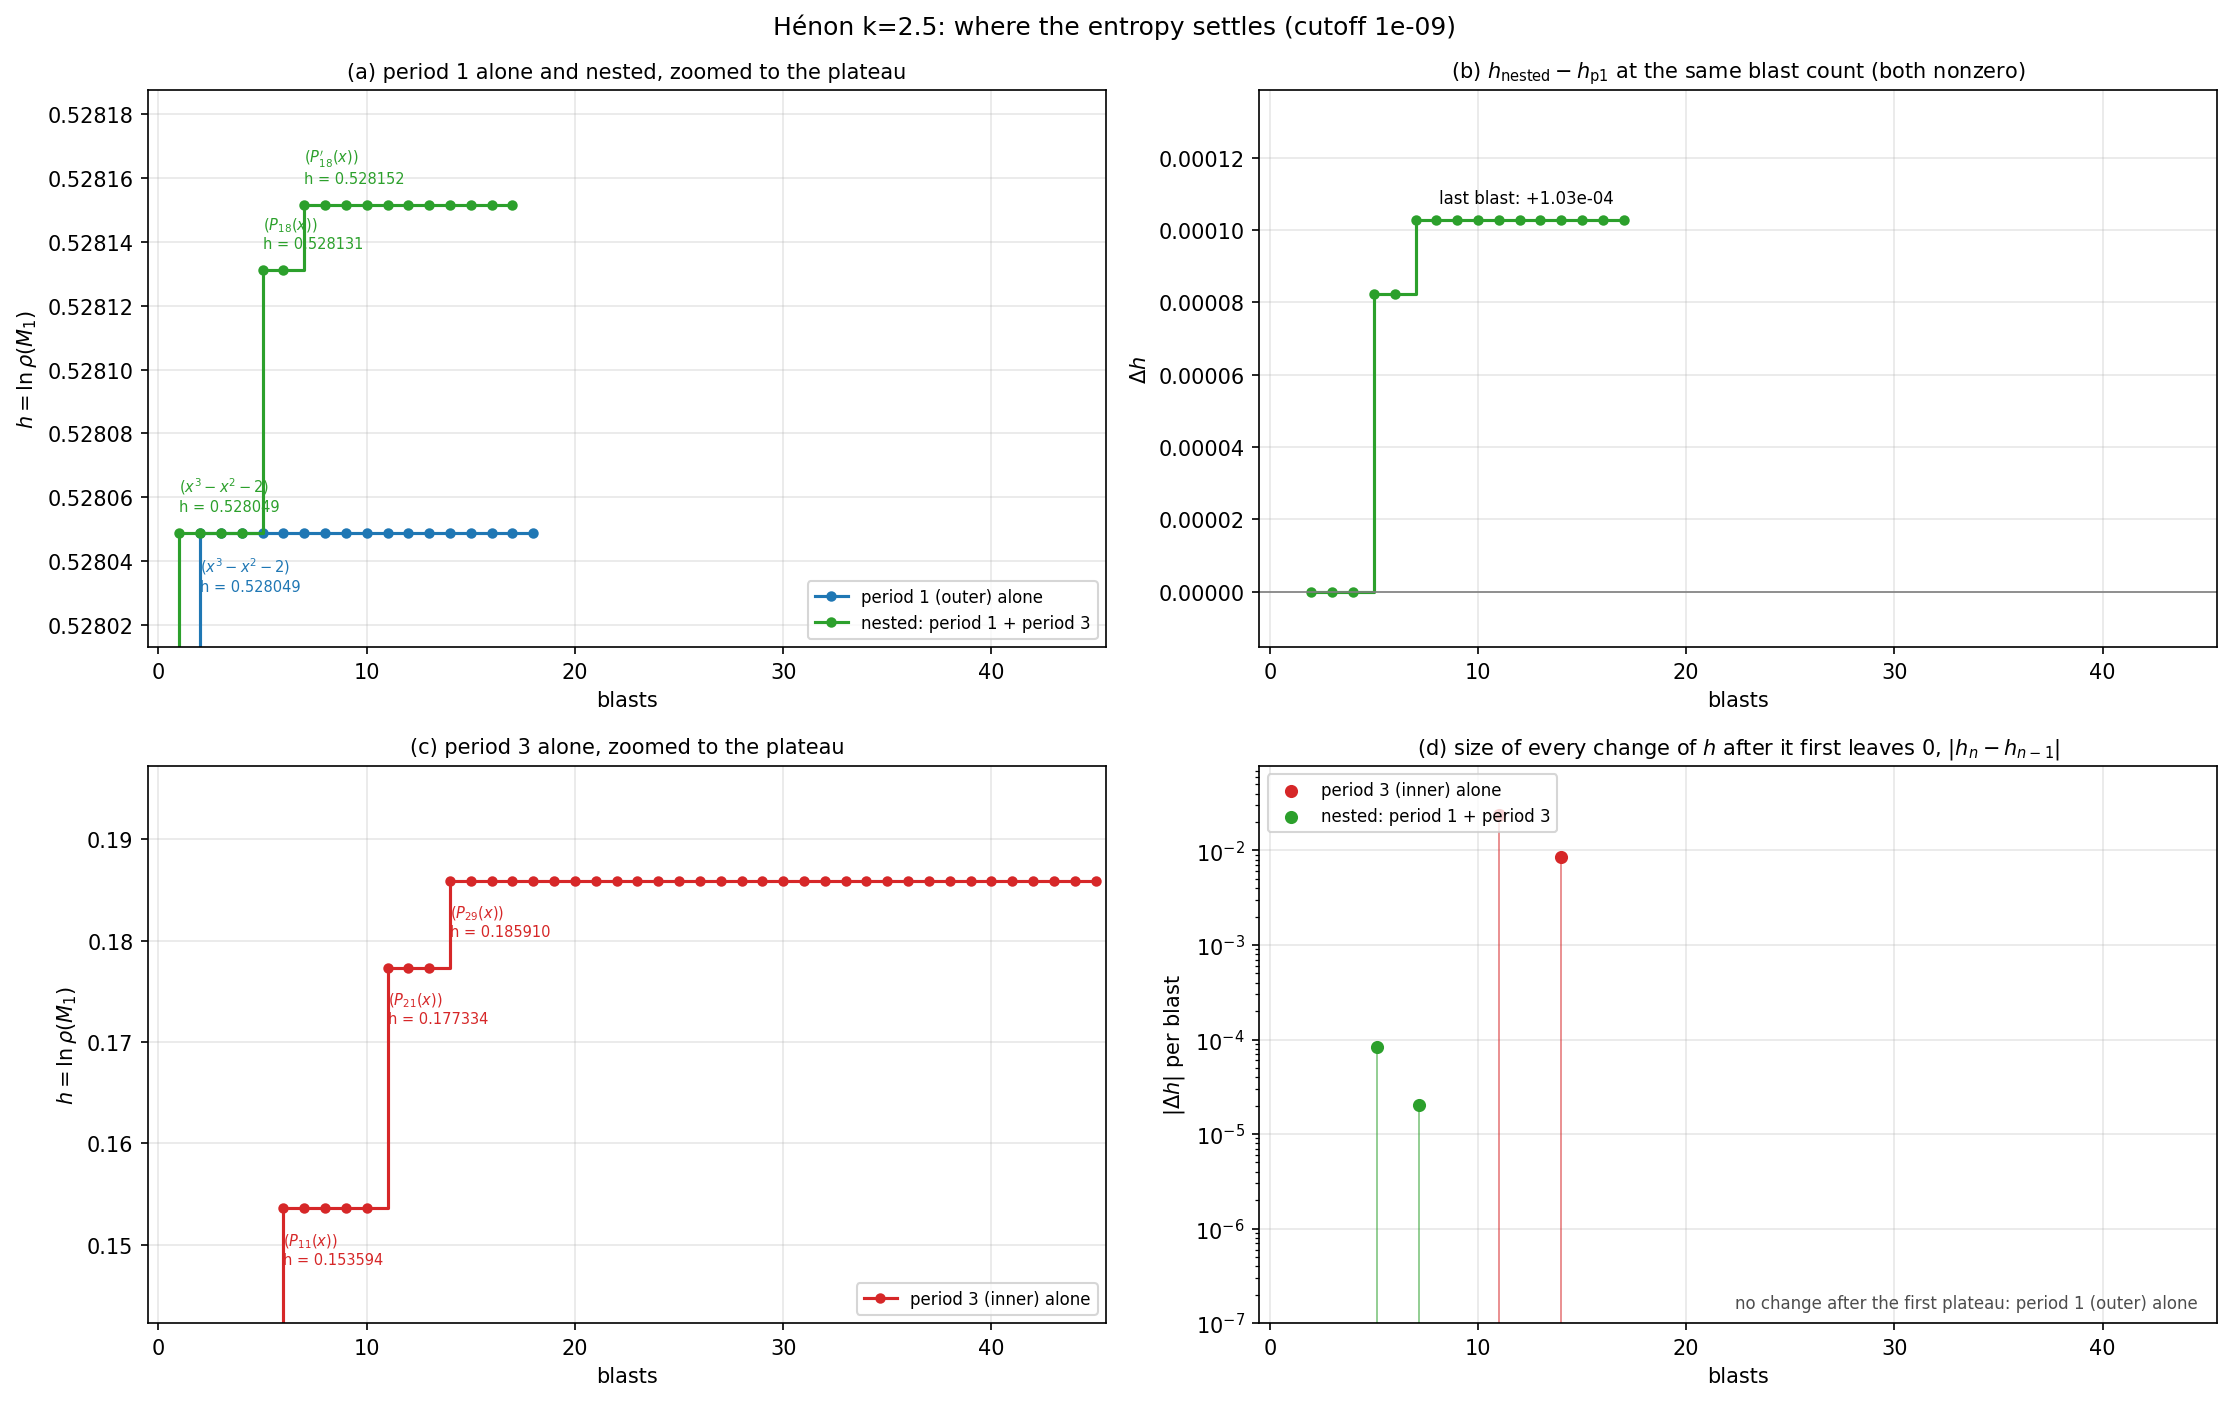 Hénon k=2.5: where the entropy settles (cutoff 1e-09)
(a) period 1 alone and nested, zoomed to the plateau
0.52818
0.52816
0.52814
0.52812
0.52810
0.52808
0.52806
0.52804
0.52802
h = ln ρ(M₁)
(P′₁₈(x))
h = 0.528152
(P₁₈(x))
h = 0.528131
(x³ − x² − 2)
h = 0.528049
(x³ − x² − 2)
h = 0.528049
period 1 (outer) alone
nested: period 1 + period 3
0 10 20 30 40
blasts
(b) h_nested − h_p1 at the same blast count (both nonzero)
0.00012
0.00010
0.00008
0.00006
0.00004
0.00002
0.00000
Δh
last blast: +1.03e-04
0 10 20 30 40
blasts
(c) period 3 alone, zoomed to the plateau
0.19
0.18
0.17
0.16
0.15
h = ln ρ(M₁)
(P₂₉(x))
h = 0.185910
(P₂₁(x))
h = 0.177334
(P₁₁(x))
h = 0.153594
period 3 (inner) alone
0 10 20 30 40
blasts
(d) size of every change of h after it first leaves 0, |hₙ − hₙ₋₁|
period 3 (inner) alone
nested: period 1 + period 3
10⁻²
10⁻³
10⁻⁴
10⁻⁵
10⁻⁶
10⁻⁷
|Δh| per blast
no change after the first plateau: period 1 (outer) alone
0 10 20 30 40
blasts